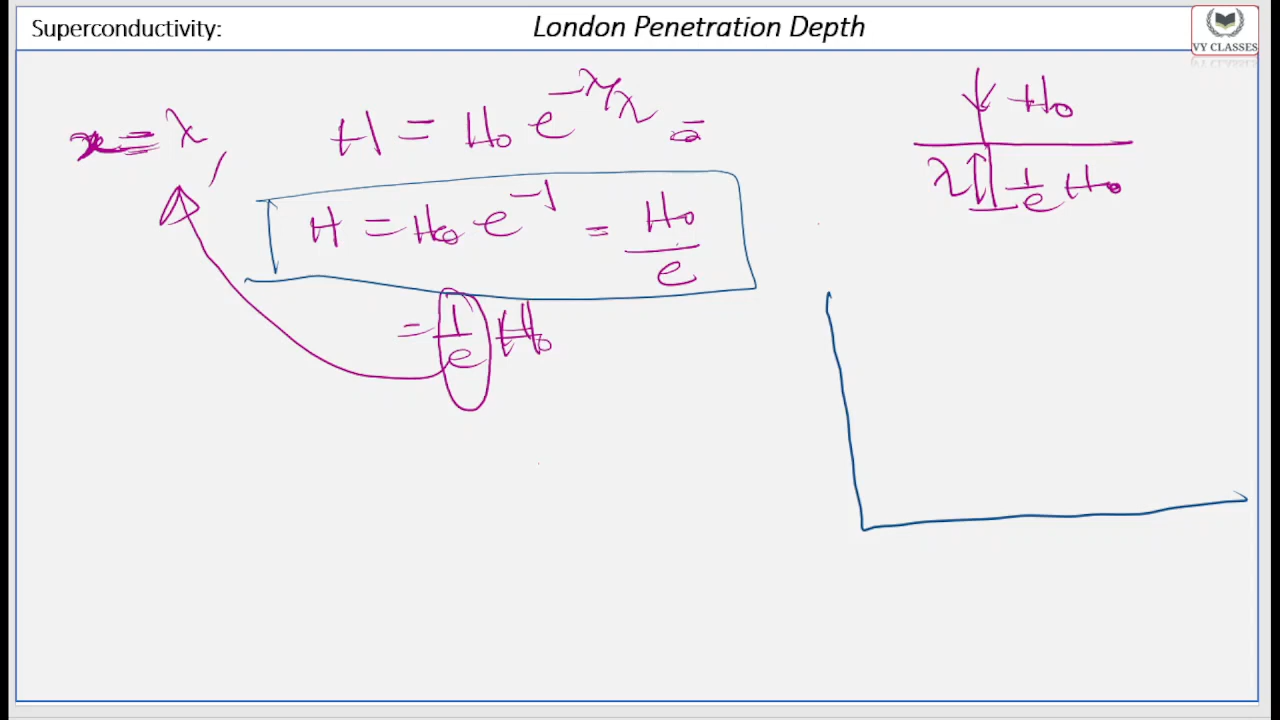 Superconductivity:
London Penetration Depth
VY CLASSES
x = λ
H = H₀ e^(-λ/λ) =
H = H₀ e^(-1) = H₀/e
= 1/e H₀
H₀
λ 1/e H₀